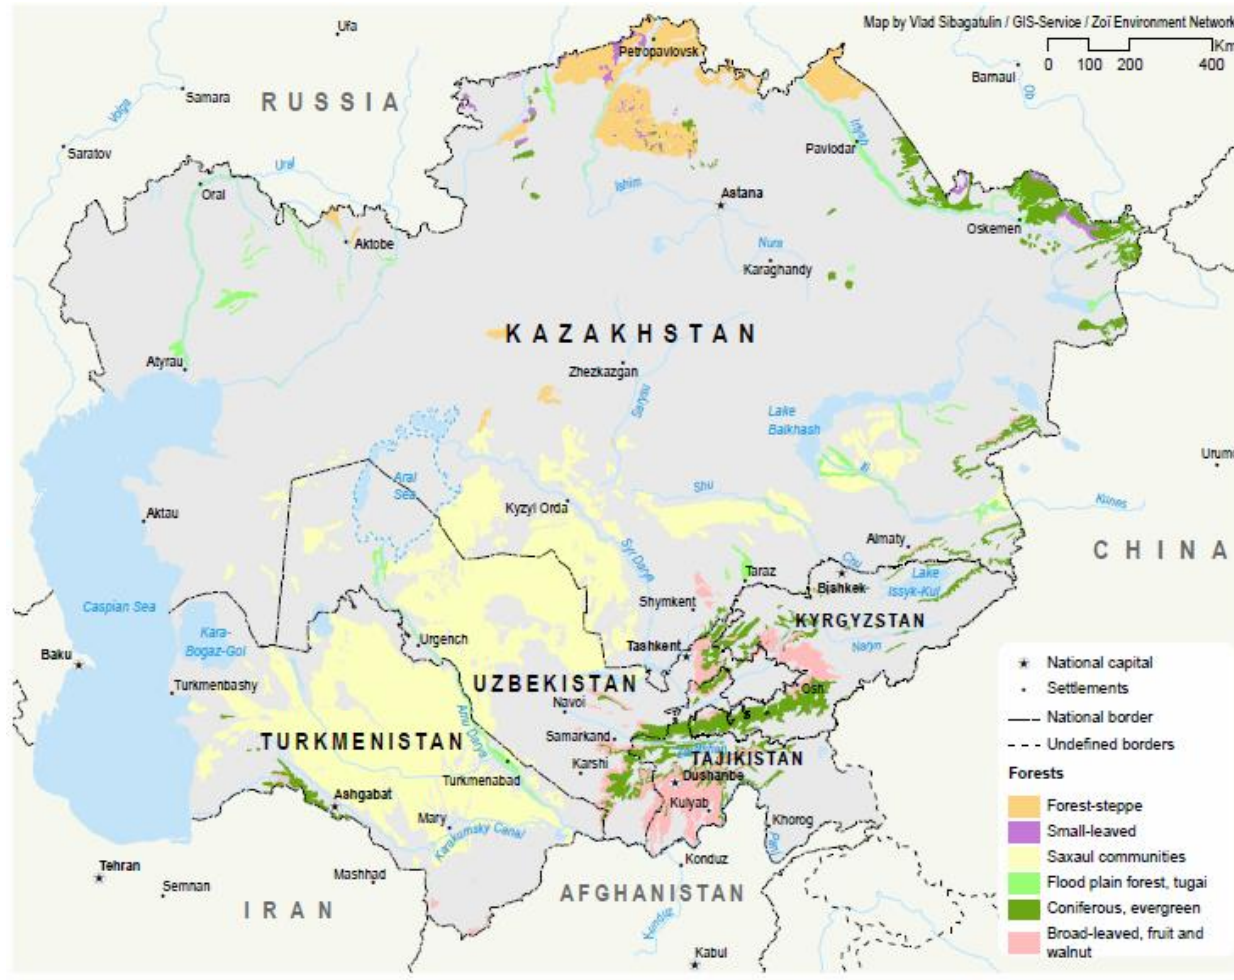 Map by Vlad Sibagatulin / GIS-Service / Zoï Environment Network
Km
0 100 200 400
Ufa
Petropavlovsk
Barnaul
Ob
Samara
RUSSIA
Volga
Saratov
Irtysh
Pavlodar
Ural
Oral
Ishim
Astana
Oskemen
Aktobe
Nura
Karaghandy
KAZAKHSTAN
Atyrau
Zhezkazgan
Sarysu
Lake
Balkhash
Urum
Aral
Sea
Ili
Shu
Kyzyl Orda
Kunes
Aktau
Almaty
CHINA
Syr Darya
Chu
Taraz
Bishkek
Lake
Issyk-Kul
Caspian Sea
Shymkent
KYRGYZSTAN
Kara-
Bogaz-Gol
Urgench
Tashkent
Naryn
Baku
Turkmenbashy
UZBEKISTAN
Osh
Navoi
Amu Darya
Samarkand
TURKMENISTAN
Zaravshan
TAJIKISTAN
Karshi
Turkmenabad
Dushanbe
Ashgabat
Kulyab
Mary
Karakumsky Canal
Khorog
Panj
Tehran
Semnan
Mashhad
Konduz
IRAN
AFGHANISTAN
Kunduz
Kabul
National capital
Settlements
National border
Undefined borders
Forests
Forest-steppe
Small-leaved
Saxaul communities
Flood plain forest, tugai
Coniferous, evergreen
Broad-leaved, fruit and
walnut